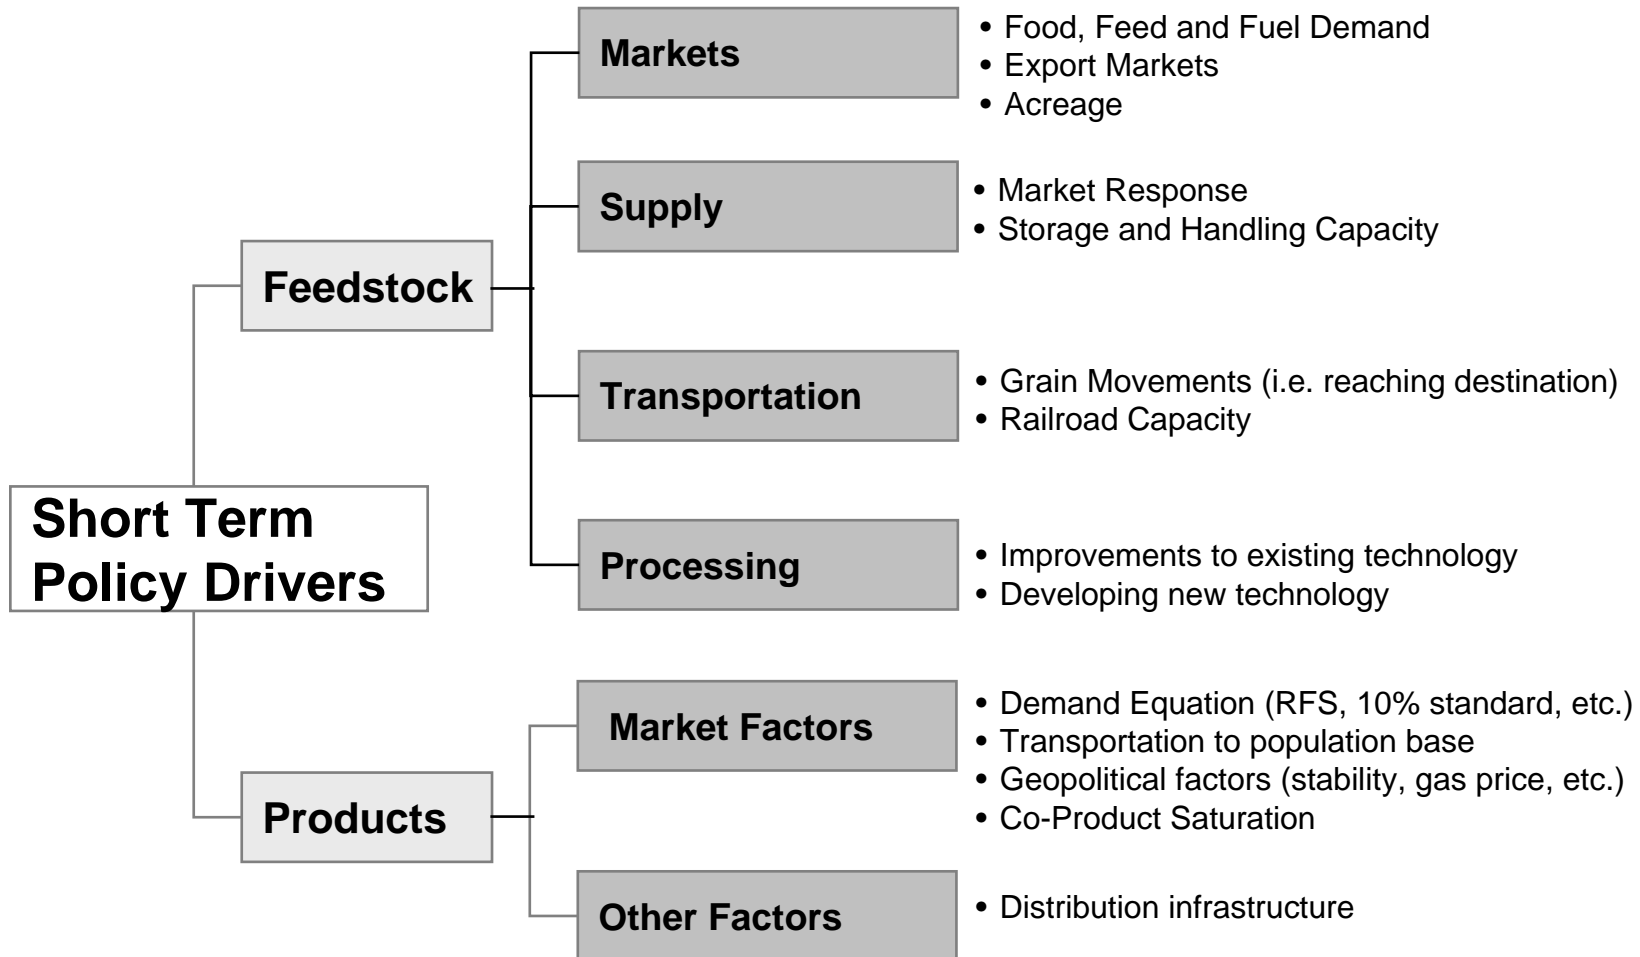 Markets
• Food, Feed and Fuel Demand
• Export Markets
• Acreage
Supply
• Market Response
• Storage and Handling Capacity
Feedstock
Transportation
• Grain Movements (i.e. reaching destination)
• Railroad Capacity
Short Term
Policy Drivers
Processing
• Improvements to existing technology
• Developing new technology
Market Factors
• Demand Equation (RFS, 10% standard, etc.)
• Transportation to population base
• Geopolitical factors (stability, gas price, etc.)
• Co-Product Saturation
Products
Other Factors
• Distribution infrastructure